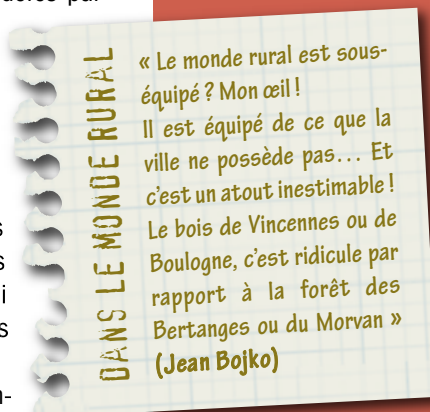 DANS LE MONDE RURAL
« Le monde rural est sous-
équipé ? Mon œil !
Il est équipé de ce que la
ville ne possède pas... Et
c'est un atout inestimable !
Le bois de Vincennes ou de
Boulogne, c'est ridicule par
rapport à la forêt des
Bertanges ou du Morvan »
(Jean Bojko)